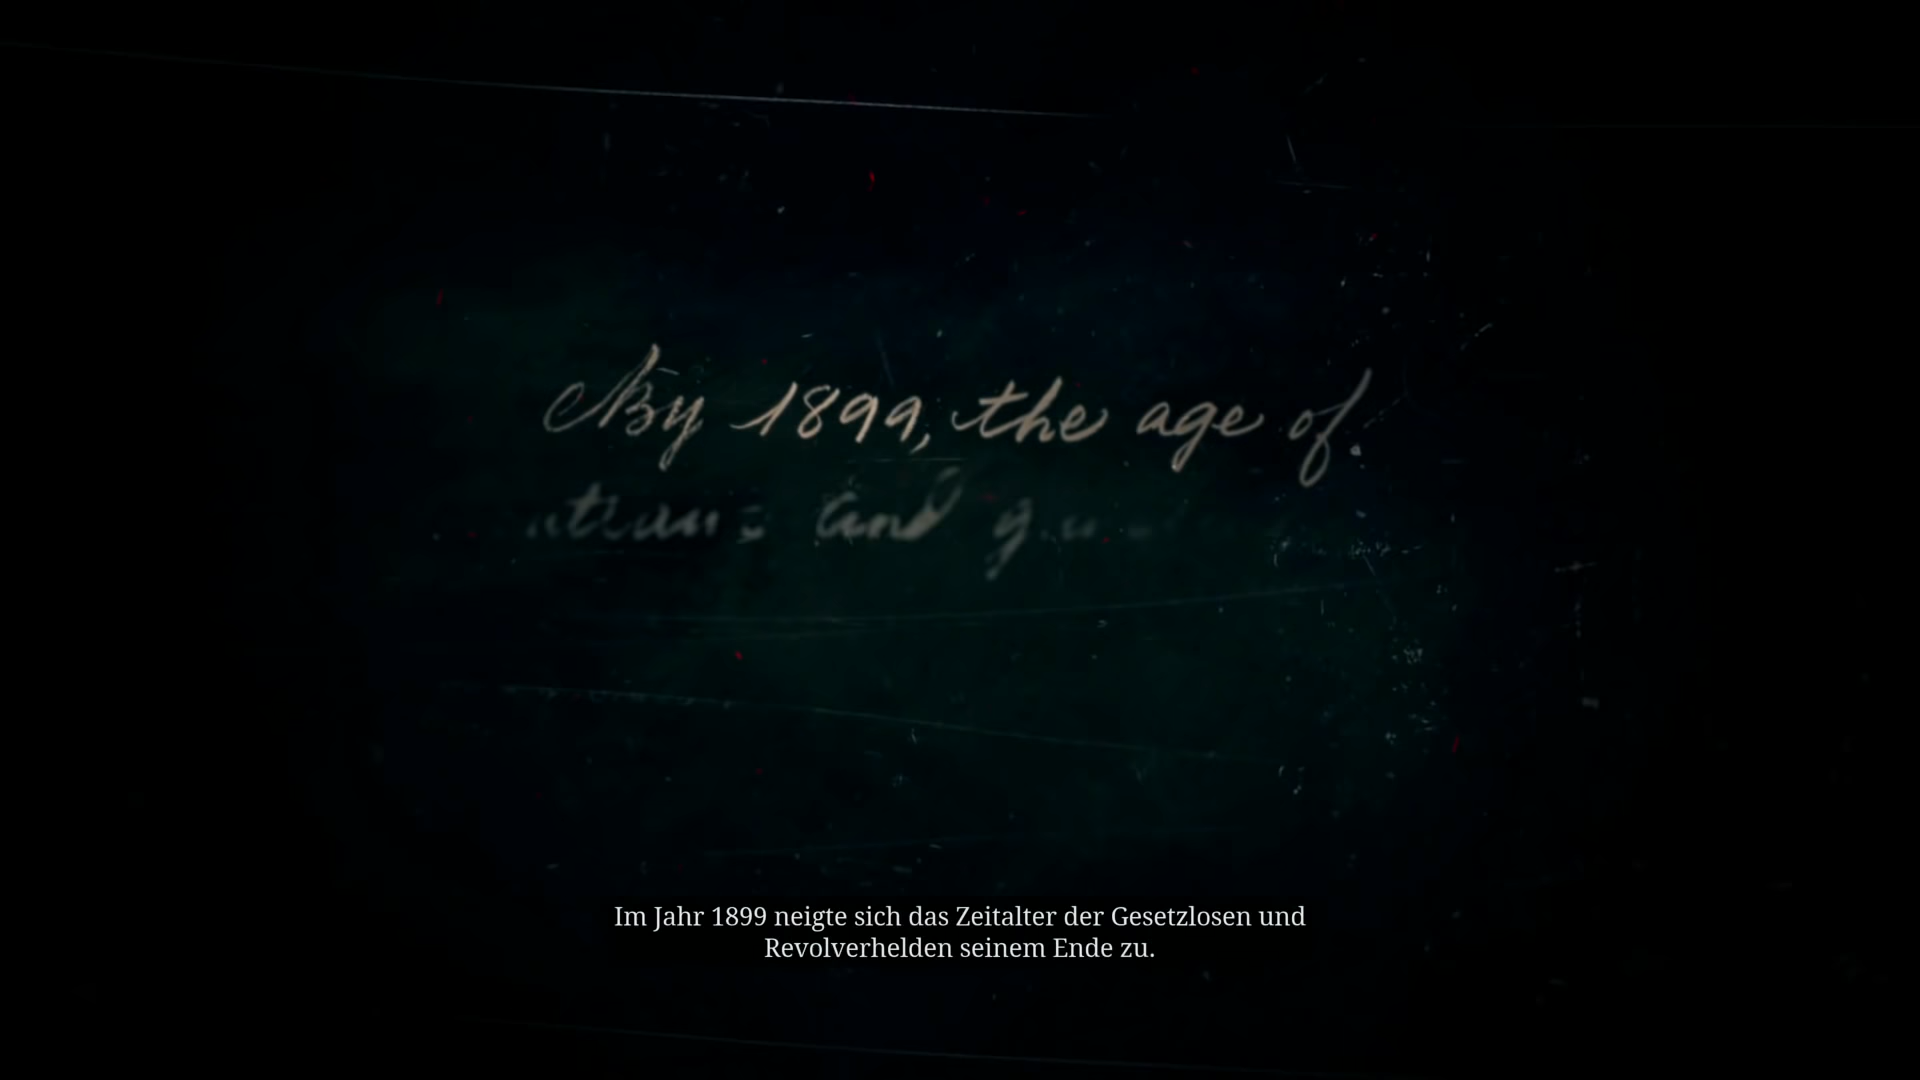 By 1899, the age of
and
Im Jahr 1899 neigte sich das Zeitalter der Gesetzlosen und
Revolverhelden seinem Ende zu.